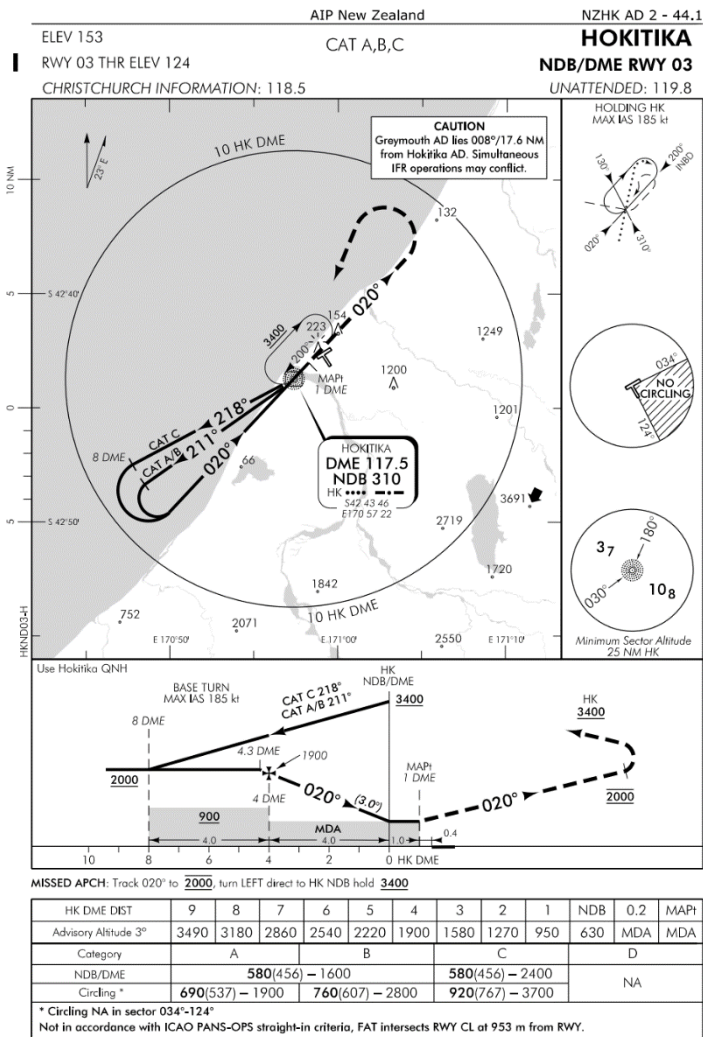 AIP New Zealand
NZHK AD 2 - 44.1
ELEV 153
RWY 03 THR ELEV 124
CHRISTCHURCH INFORMATION: 118.5
CAT A,B,C
HOKITIKA
NDB/DME RWY 03
UNATTENDED: 119.8
10 HK DME
23° E
CAUTION
Greymouth AD lies 008°/17.6 NM
from Hokitika AD. Simultaneous
IFR operations may conflict.
HOLDING HK
MAX IAS 185 kt
130°
200°
INBD
020°
310°
10 NM
5
0
5
S 42°40'
S 42°50'
132
154
223
3400
200°
020°
1249
1200
1201
MAPt
1 DME
CAT C
218°
CAT A/B
211°
020°
8 DME
66
HOKITIKA
DME 117.5
NDB 310
HK
S42 43 46
E170 57 22
3691
2719
1720
1842
10 HK DME
752
2071
2550
E 170°50'
E 171°00'
E 171°10'
HKND03-H
034°
NO
CIRCLING
124°
180°
37
108
030°
Minimum Sector Altitude
25 NM HK
Use Hokitika QNH
BASE TURN
MAX IAS 185 kt
CAT C 218°
CAT A/B 211°
HK
NDB/DME
3400
8 DME
4.3 DME
1900
2000
4 DME
020°
(3.0°)
MAPt
1 DME
020°
HK
3400
2000
900
MDA
4.0
4.0
1.0
0.4
10
8
6
4
2
0 HK DME
MISSED APCH: Track 020° to 2000, turn LEFT direct to HK NDB hold 3400
HK DME DIST 9 8 7 6 5 4 3 2 1 NDB 0.2 MAPt
Advisory Altitude 3° 3490 3180 2860 2540 2220 1900 1580 1270 950 630 MDA MDA
Category A B C D
NDB/DME 580(456) – 1600 580(456) – 2400 NA
Circling * 690(537) – 1900 760(607) – 2800 920(767) – 3700
* Circling NA in sector 034°-124°
Not in accordance with ICAO PANS-OPS straight-in criteria, FAT intersects RWY CL at 953 m from RWY.